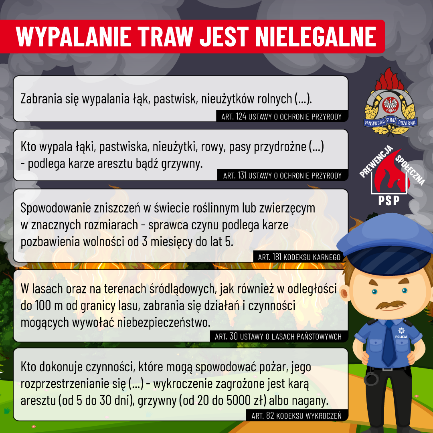 WYPALANIE TRAW JEST NIELEGALNE
Zabrania się wypalania łąk, pastwisk, nieużytków rolnych (...).
ART. 124 USTAWY O OCHRONIE PRZYRODY
Kto wypala łąki, pastwiska, nieużytki, rowy, pasy przydrożne (...)
- podlega karze aresztu bądź grzywny.
ART. 131 USTAWY O OCHRONIE PRZYRODY
PREWENCJA SPOŁECZNA
PSP
Spowodowanie zniszczeń w świecie roślinnym lub zwierzęcym
w znacznych rozmiarach - sprawca czynu podlega karze
pozbawienia wolności od 3 miesięcy do lat 5.
ART. 181 KODEKSU KARNEGO
W lasach oraz na terenach śródlądowych, jak również w odległości
do 100 m od granicy lasu, zabrania się działań i czynności
mogących wywołać niebezpieczeństwo.
ART. 30 USTAWY O LASACH PAŃSTWOWYCH
POLICJA
Kto dokonuje czynności, które mogą spowodować pożar, jego
rozprzestrzenianie się (...) - wykroczenie zagrożone jest karą
aresztu (od 5 do 30 dni), grzywny (od 20 do 5000 zł) albo nagany.
ART. 82 KODEKSU WYKROCZEŃ